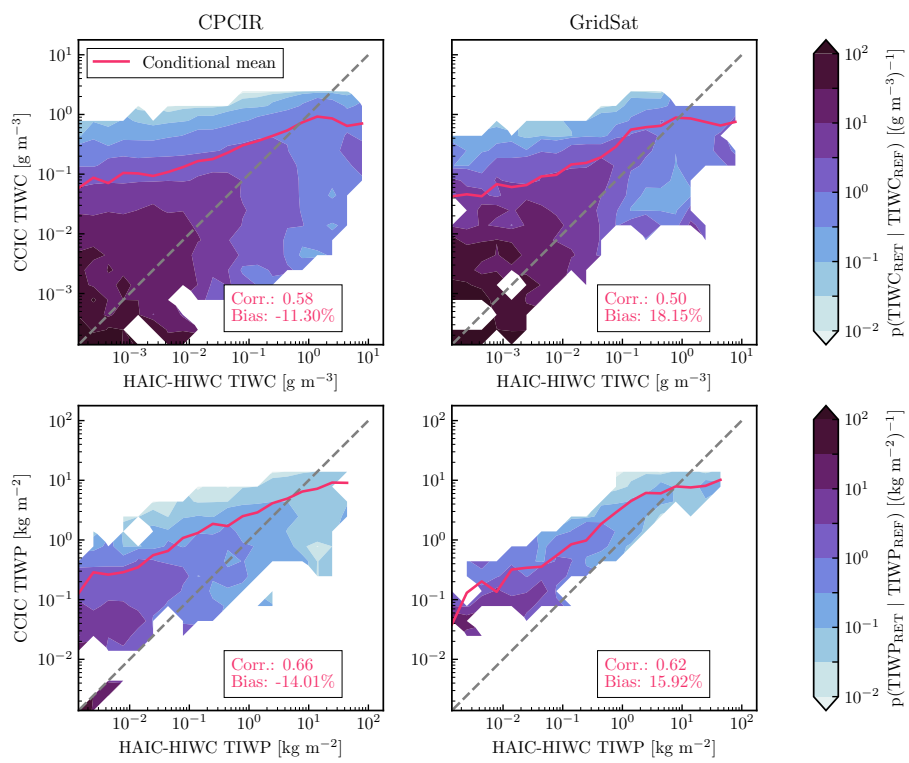 CPCIR
GridSat
Conditional mean
10² 10¹ 10⁰ 10⁻¹ 10⁻²
p(TIWC_RET | TIWC_REF) [(g m⁻³)⁻¹]
CCIC TIWC [g m⁻³]
10¹ 10⁰ 10⁻¹ 10⁻² 10⁻³
Corr.: 0.58
Bias: -11.30%
Corr.: 0.50
Bias: 18.15%
10⁻³ 10⁻² 10⁻¹ 10⁰ 10¹
10⁻³ 10⁻² 10⁻¹ 10⁰ 10¹
HAIC-HIWC TIWC [g m⁻³]
HAIC-HIWC TIWC [g m⁻³]
CCIC TIWP [kg m⁻²]
10² 10¹ 10⁰ 10⁻¹ 10⁻²
10² 10¹ 10⁰ 10⁻¹ 10⁻²
p(TIWP_RET | TIWP_REF) [(kg m⁻²)⁻¹]
Corr.: 0.66
Bias: -14.01%
Corr.: 0.62
Bias: 15.92%
10⁻² 10⁻¹ 10⁰ 10¹ 10²
10⁻² 10⁻¹ 10⁰ 10¹ 10²
HAIC-HIWC TIWP [kg m⁻²]
HAIC-HIWC TIWP [kg m⁻²]